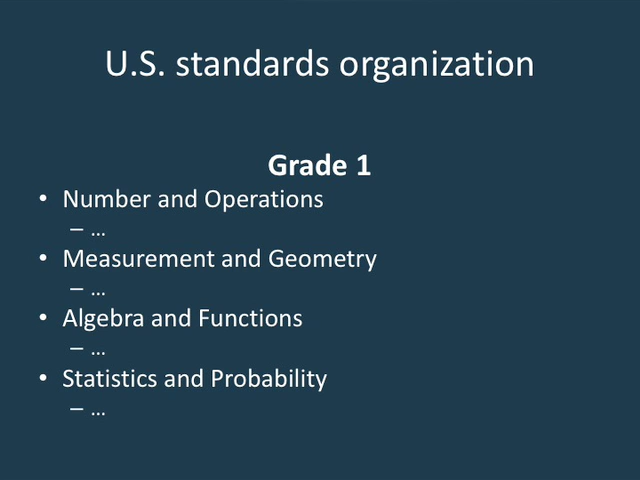 U.S. standards organization
Grade 1
• Number and Operations
– …
• Measurement and Geometry
– …
• Algebra and Functions
– …
• Statistics and Probability
– …